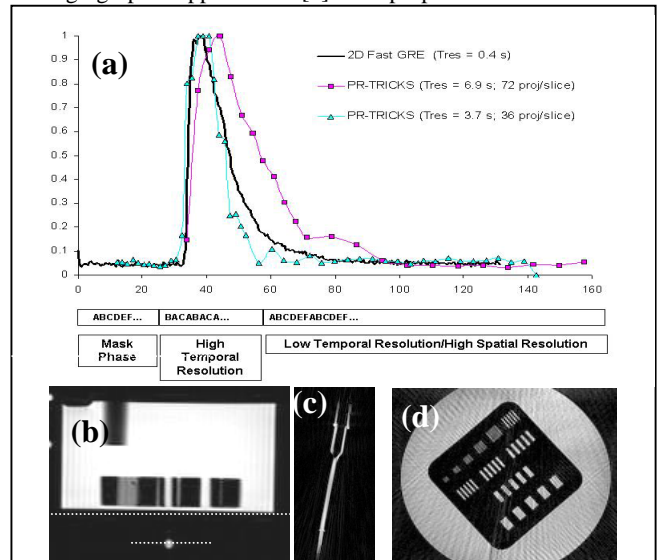 (a)
2D Fast GRE (Tres = 0.4 s)
PR-TRICKS (Tres = 6.9 s; 72 proj/slice)
PR-TRICKS (Tres = 3.7 s; 36 proj/slice)
1
0.9
0.8
0.7
0.6
0.5
0.4
0.3
0.2
0.1
0
0 20 40 60 80 100 120 140 160
ABCDEF... BACABACA... ABCDEFABCDEF...
Mask Phase
High Temporal Resolution
Low Temporal Resolution/High Spatial Resolution
(b)
(c)
(d)